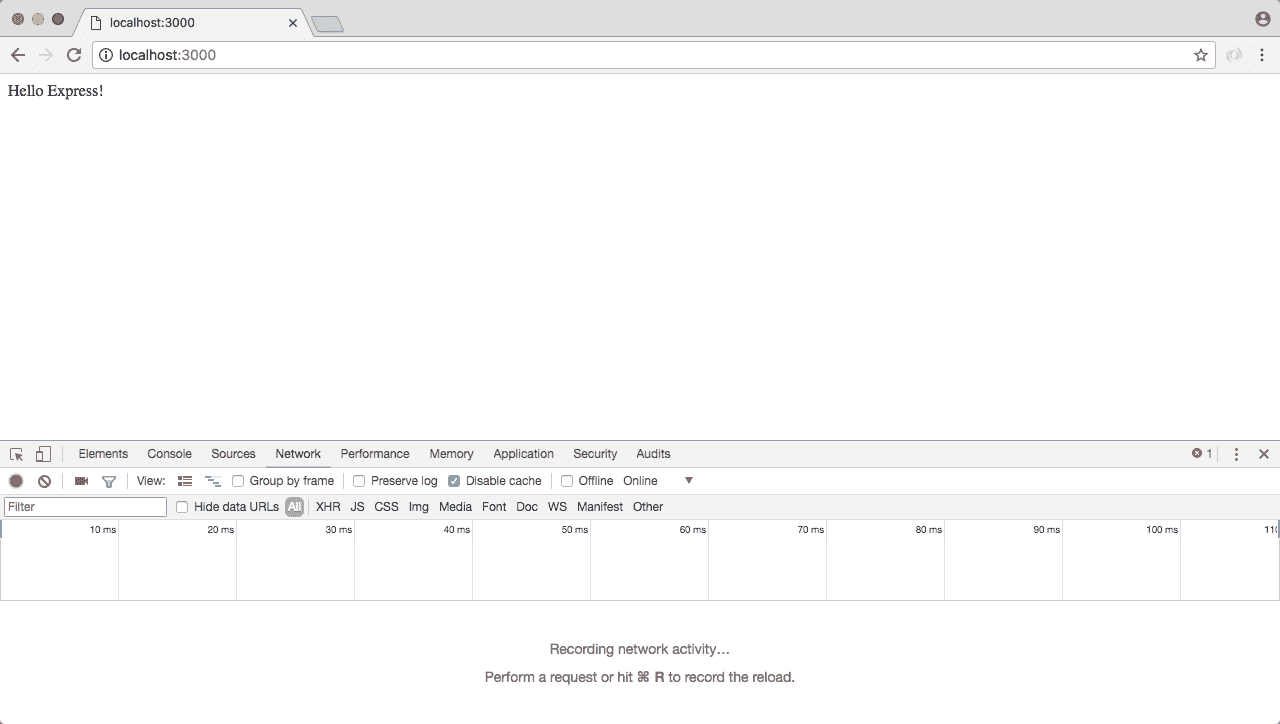 localhost:3000
localhost:3000
Hello Express!
Elements Console Sources Network Performance Memory Application Security Audits 1
View: Group by frame Preserve log Disable cache Offline Online
Filter Hide data URLs All XHR JS CSS Img Media Font Doc WS Manifest Other
10 ms 20 ms 30 ms 40 ms 50 ms 60 ms 70 ms 80 ms 90 ms 100 ms
Recording network activity…
Perform a request or hit ⌘ R to record the reload.